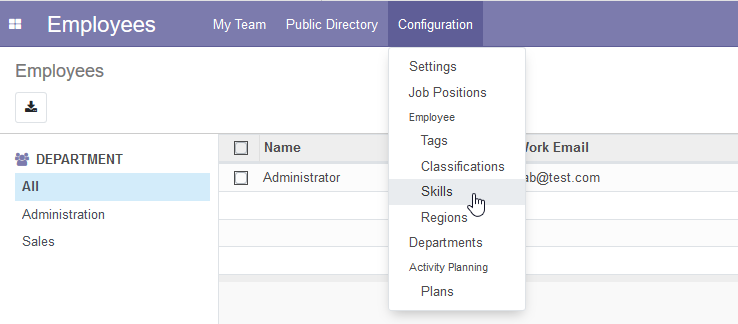 Employees My Team Public Directory Configuration
Employees
Settings
Job Positions
Employee
Tags
Classifications
Skills
Regions
Departments
Activity Planning
Plans
DEPARTMENT
All
Administration
Sales
Name Work Email
Administrator ab@test.com